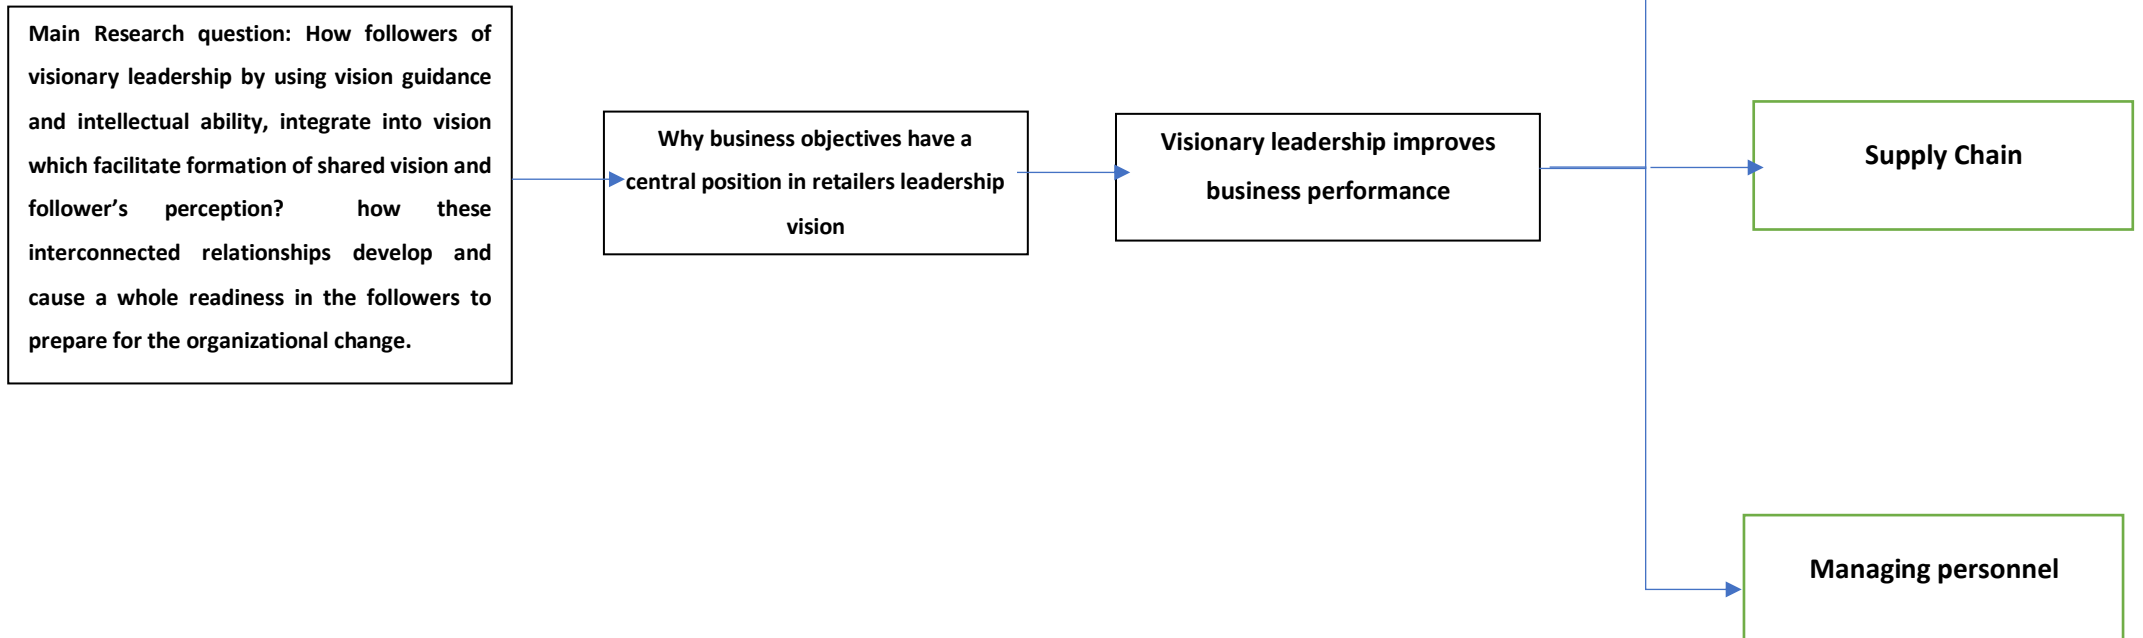 Main Research question: How followers of
visionary leadership by using vision guidance
and intellectual ability, integrate into vision
which facilitate formation of shared vision and
follower’s perception? how these
interconnected relationships develop and
cause a whole readiness in the followers to
prepare for the organizational change.
Why business objectives have a
central position in retailers leadership
vision
Visionary leadership improves
business performance
Supply Chain
Managing personnel